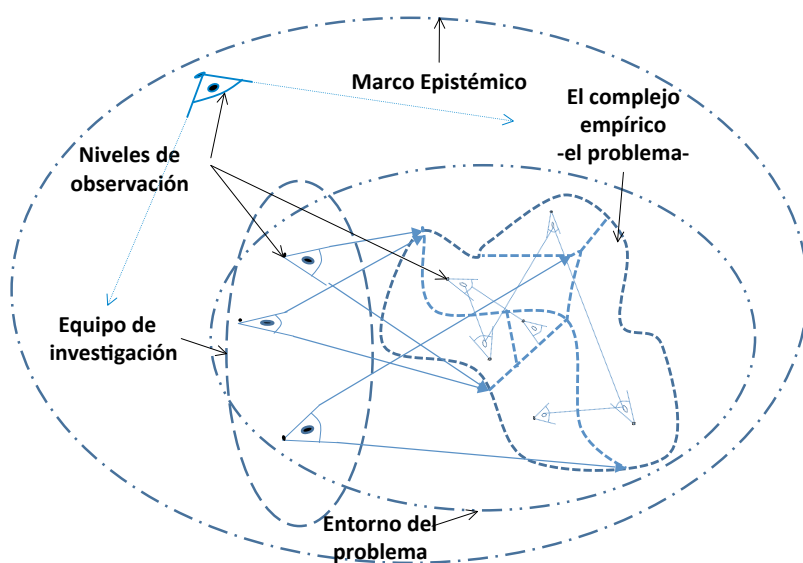 Marco Epistémico
El complejo
empírico
-el problema-
Niveles de
observación
Equipo de
investigación
Entorno del
problema